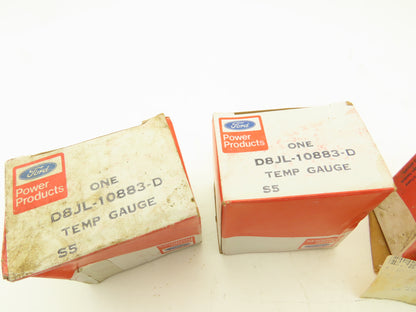 Ford
Power
Products
ONE
D8JL-10883-D
TEMP GAUGE
S5
Ford
Power
Products
ONE
D8JL-10883-D
TEMP GAUGE
S5